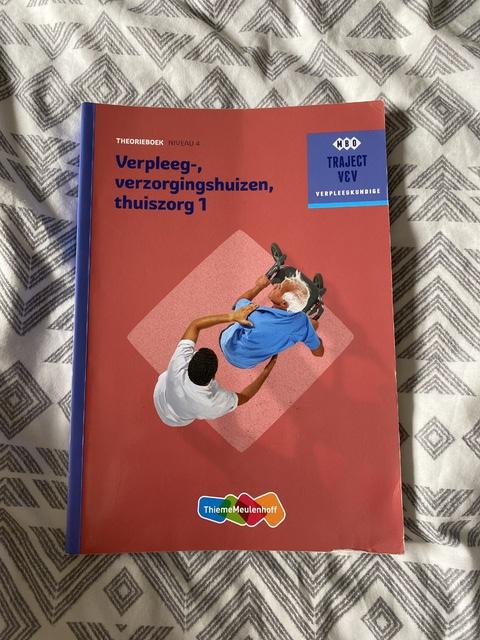 THEORIEBOEK NIVEAU 4
Verpleeg-,
verzorgingshuizen,
thuiszorg 1
MBO
TRAJECT
V&V
VERPLEEGKUNDIGE
ThiemeMeulenhoff